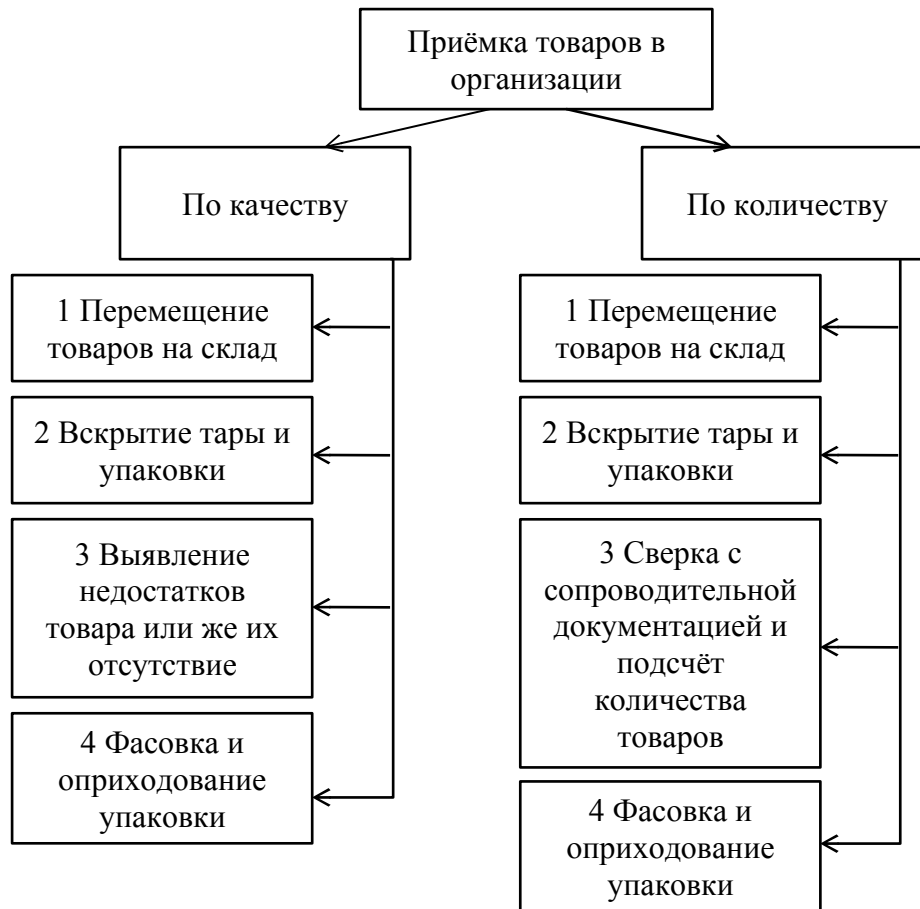 Приёмка товаров в
организации
По качеству
По количеству
1 Перемещение
товаров на склад
2 Вскрытие тары и
упаковки
3 Выявление
недостатков
товара или же их
отсутствие
4 Фасовка и
оприходование
упаковки
1 Перемещение
товаров на склад
2 Вскрытие тары и
упаковки
3 Сверка с
сопроводительной
документацией и
подсчёт
количества
товаров
4 Фасовка и
оприходование
упаковки